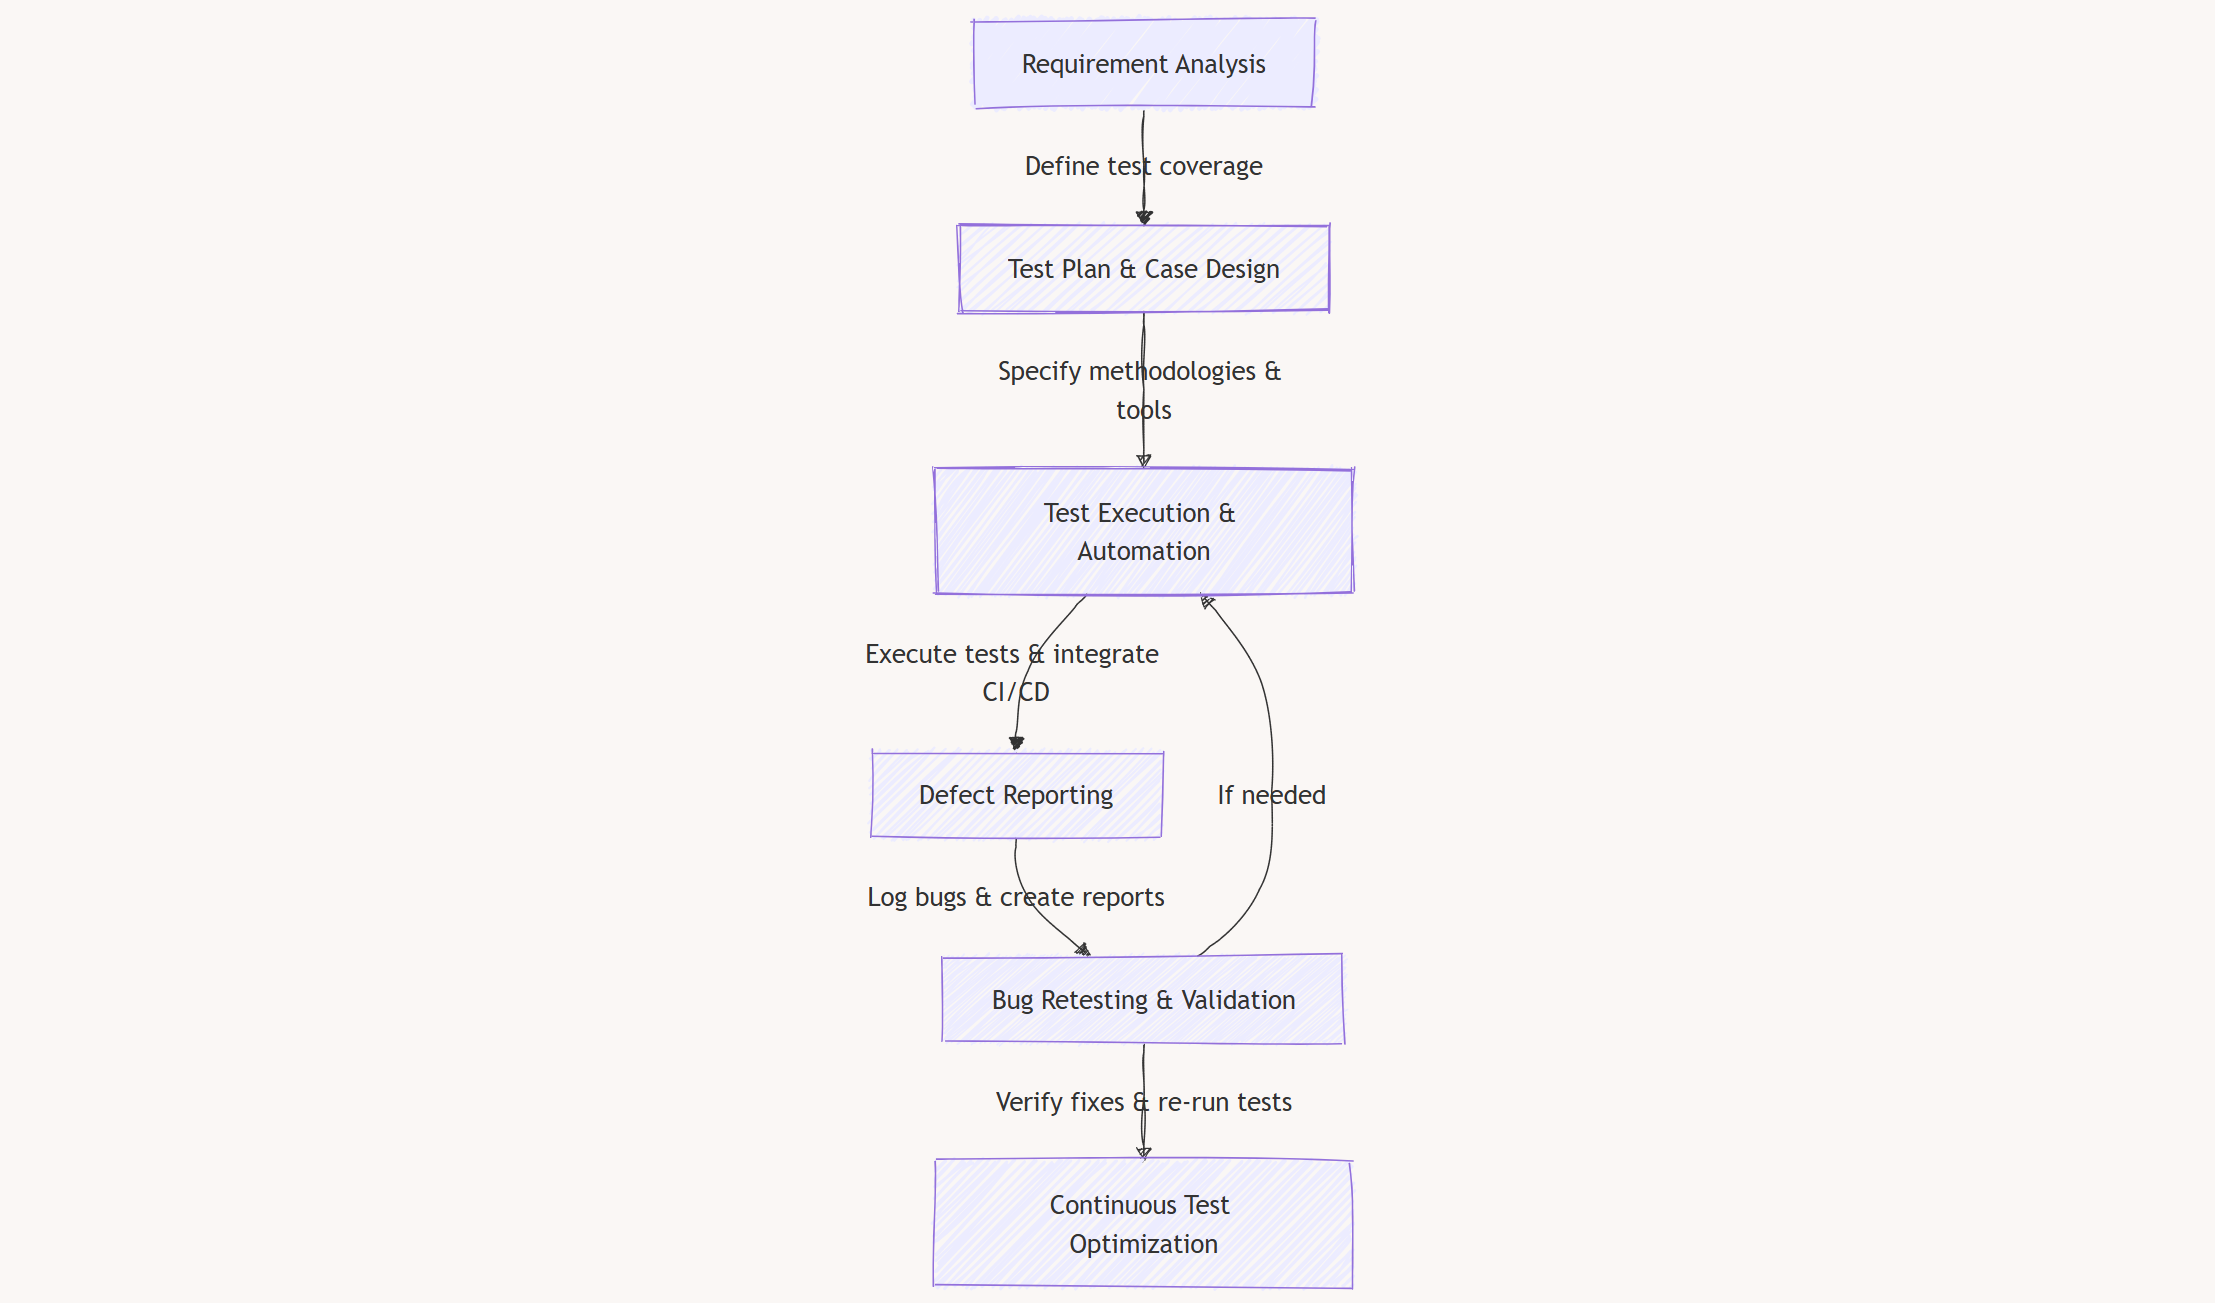 Requirement Analysis
Define test coverage
Test Plan & Case Design
Specify methodologies &
tools
Test Execution &
Automation
Execute tests & integrate
CI/CD
Defect Reporting
If needed
Log bugs & create reports
Bug Retesting & Validation
Verify fixes & re-run tests
Continuous Test
Optimization